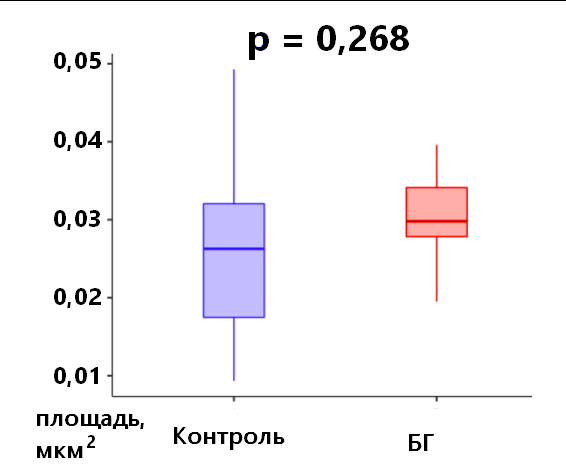 p = 0,268
0,05
0,04
0,03
0,02
0,01
площадь,
мкм²
Контроль
БГ